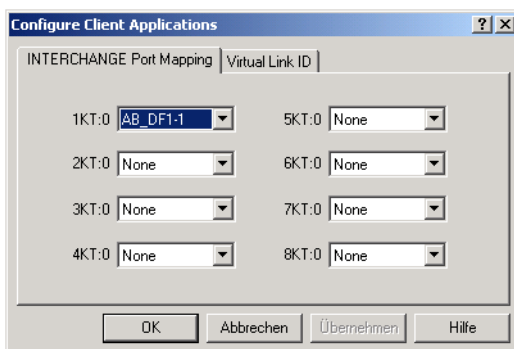 Configure Client Applications
INTERCHANGE Port Mapping Virtual Link ID
1KT:0 AB_DF1-1 5KT:0 None
2KT:0 None 6KT:0 None
3KT:0 None 7KT:0 None
4KT:0 None 8KT:0 None
OK Abbrechen Übernehmen Hilfe